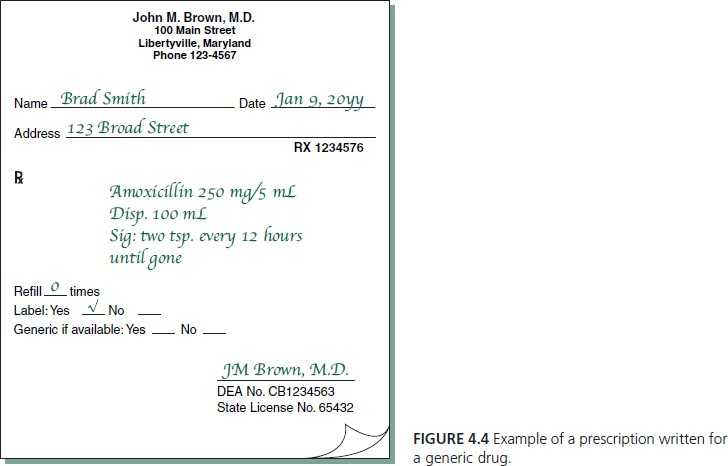 John M. Brown, M.D.
100 Main Street
Libertyville, Maryland
Phone 123-4567
Name Brad Smith Date Jan 9, 20yy
Address 123 Broad Street
RX 1234576
℞
Amoxicillin 250 mg/5 mL
Disp. 100 mL
Sig: two tsp. every 12 hours
until gone
Refill 0 times
Label: Yes √ No
Generic if available: Yes No
JM Brown, M.D.
DEA No. CB1234563
State License No. 65432
FIGURE 4.4 Example of a prescription written for
a generic drug.